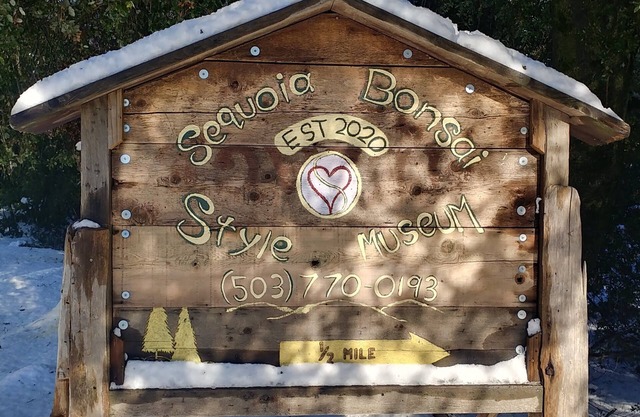 Sequoia Bonsai
EST 2020
Style MUSEUM
(503) 770-0193
1/2 MILE